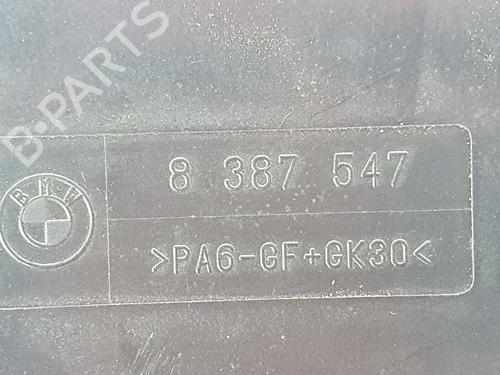 B-PARTS
BMW
8 387 547
>PA6-GF+GK30<